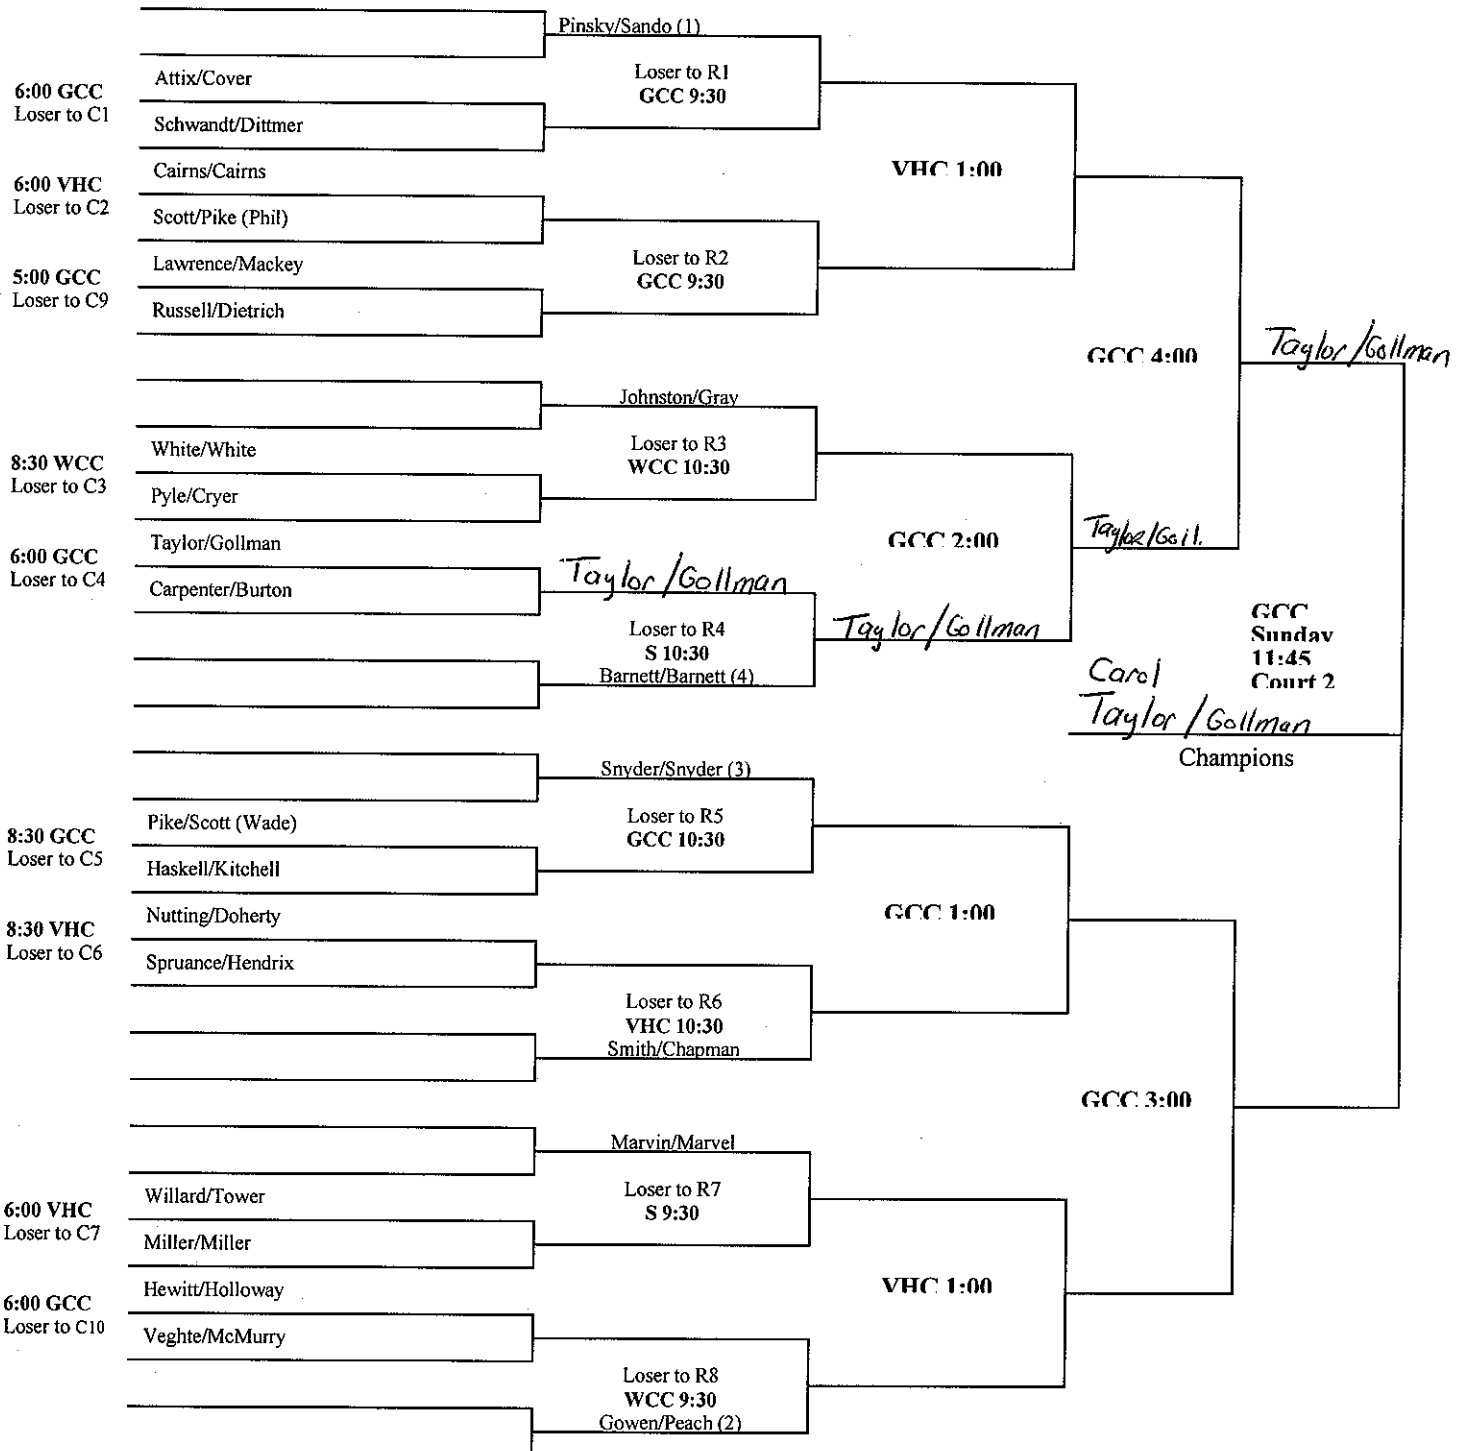 Pinsky/Sando (1)
Attix/Cover
Loser to R1
6:00 GCC
GCC 9:30
Loser to C1
Schwandt/Dittmer
Cairns/Cairns
VHC 1:00
6:00 VHC
Loser to C2
Scott/Pike (Phil)
Lawrence/Mackey
Loser to R2
5:00 GCC
GCC 9:30
Loser to C9
Russell/Dietrich
Taylor/Gollman
GCC 4:00
Johnston/Gray
White/White
Loser to R3
8:30 WCC
WCC 10:30
Loser to C3
Pyle/Cryer
Taylor/Gollman
GCC 2:00
Taylor/Goll.
6:00 GCC
Loser to C4
Carpenter/Burton
Taylor/Gollman
Loser to R4
Taylor/Gollman
S 10:30
Barnett/Barnett (4)
GCC
Sunday
11:45
Court 2
Carol
Taylor/Gollman
Champions
Snyder/Snyder (3)
Pike/Scott (Wade)
Loser to R5
8:30 GCC
GCC 10:30
Loser to C5
Haskell/Kitchell
Nutting/Doherty
GCC 1:00
8:30 VHC
Loser to C6
Spruance/Hendrix
Loser to R6
VHC 10:30
Smith/Chapman
GCC 3:00
Marvin/Marvel
Willard/Tower
Loser to R7
6:00 VHC
S 9:30
Loser to C7
Miller/Miller
Hewitt/Holloway
VHC 1:00
6:00 GCC
Loser to C10
Veghte/McMurry
Loser to R8
WCC 9:30
Gowen/Peach (2)